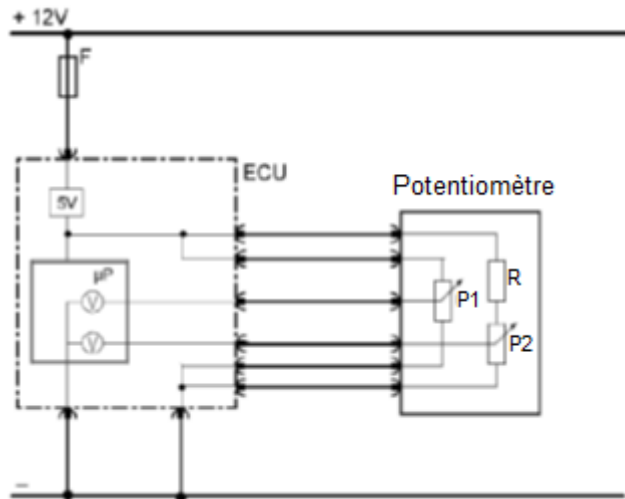 + 12V
F
ECU
5V
Potentiomètre
µP
V
V
P1
R
P2
−